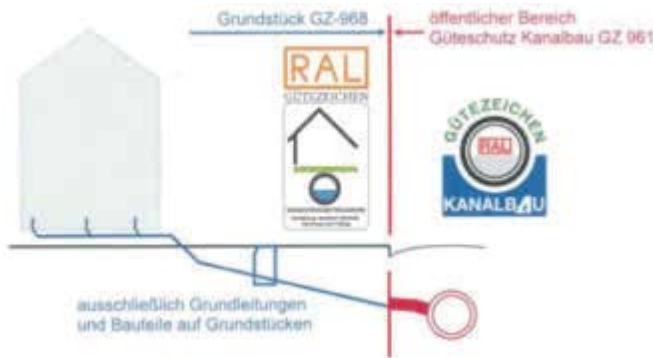 Grundstück GZ-968
öffentlicher Bereich
Güteschutz Kanalbau GZ 961
RAL
GÜTEZEICHEN
GÜTEZEICHEN
RAL
KANALBAU
ausschließlich Grundleitungen
und Bauteile auf Grundstücken